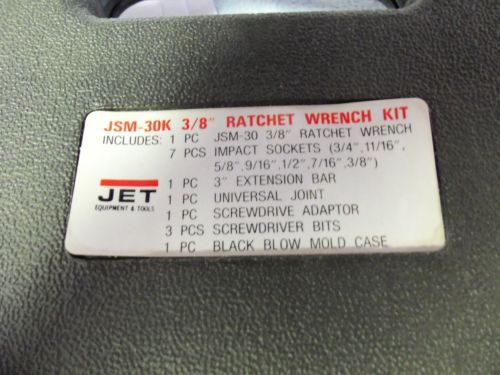 JSM-30K 3/8" RATCHET WRENCH KIT
INCLUDES: 1 PC JSM-30 3/8" RATCHET WRENCH
7 PCS IMPACT SOCKETS (3/4",11/16",
5/8",9/16",1/2",7/16",3/8")
1 PC 3" EXTENSION BAR
1 PC UNIVERSAL JOINT
1 PC SCREWDRIVE ADAPTOR
3 PCS SCREWDRIVER BITS
1 PC BLACK BLOW MOLD CASE
JET
EQUIPMENT & TOOLS